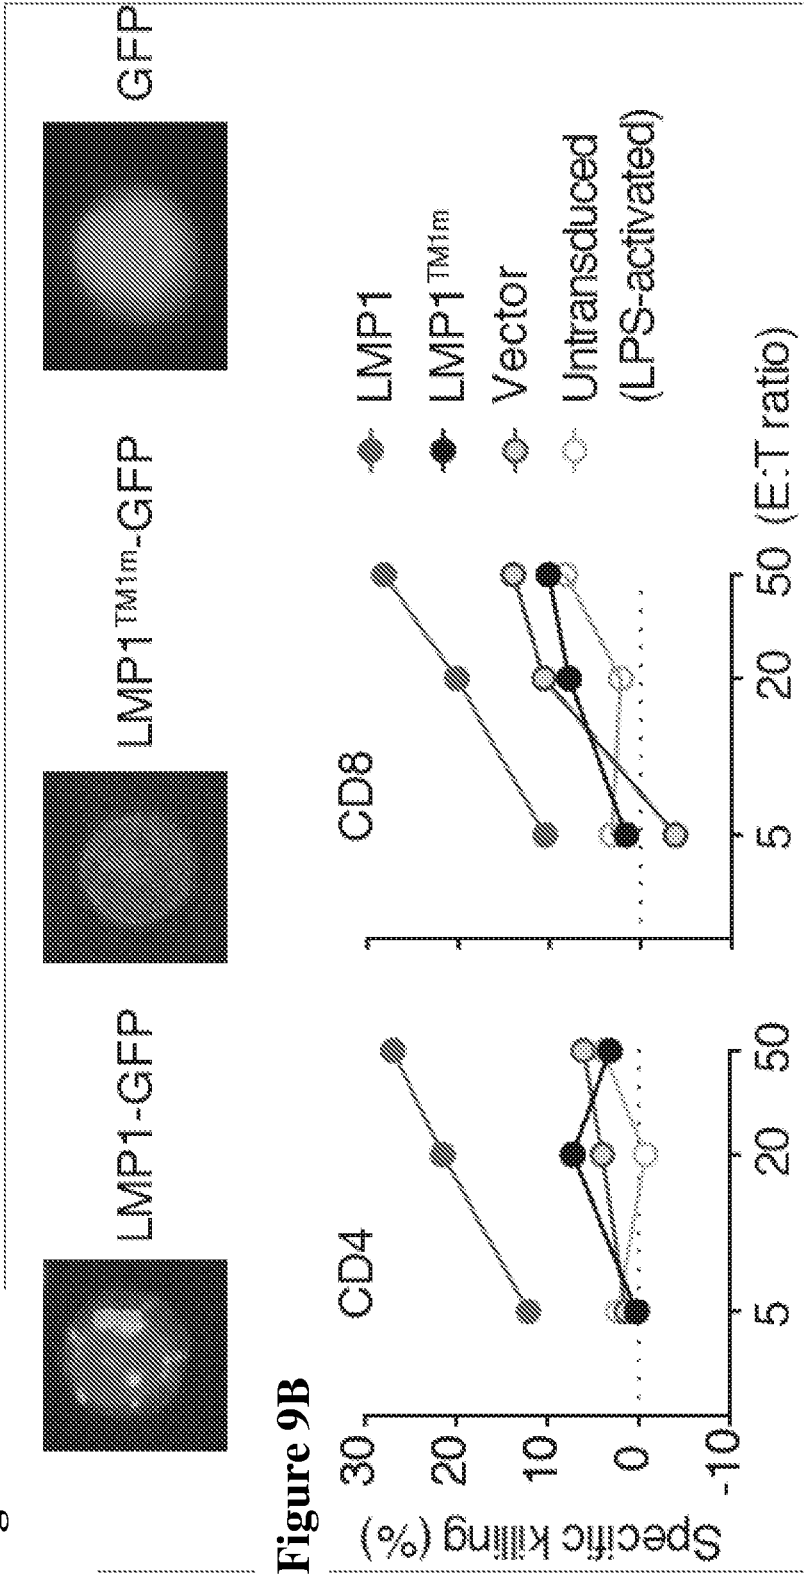 LMP1-GFP
LMP1TM1m-GFP
GFP
Figure 9B
Specific killing (%)
30
20
10
0
-10
CD4
5
20
50
CD8
5
20
50
(E:T ratio)
LMP1
LMP1TM1m
Vector
Untransduced
(LPS-activated)